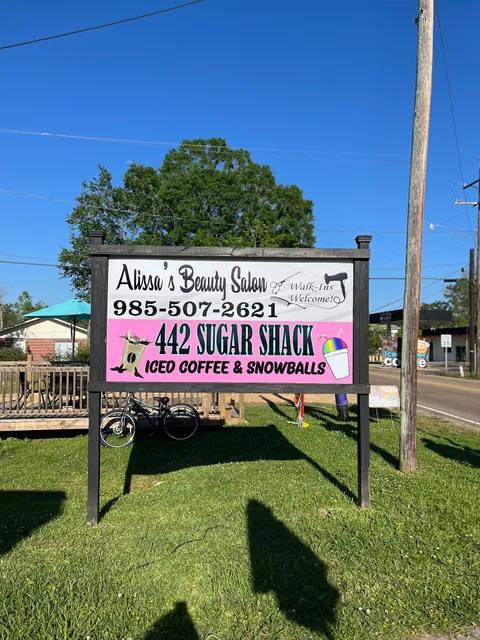 Alissa's Beauty Salon
Walk-Ins
Welcome!
985-507-2621
442 SUGAR SHACK
ICED COFFEE & SNOWBALLS